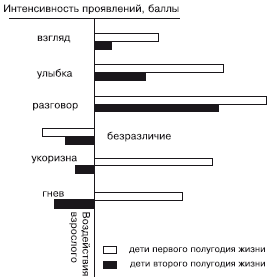 Интенсивность проявлений, баллы
взгляд
улыбка
разговор
безразличие
укоризна
гнев
Воздействия
взрослого
дети первого полугодия жизни
дети второго полугодия жизни